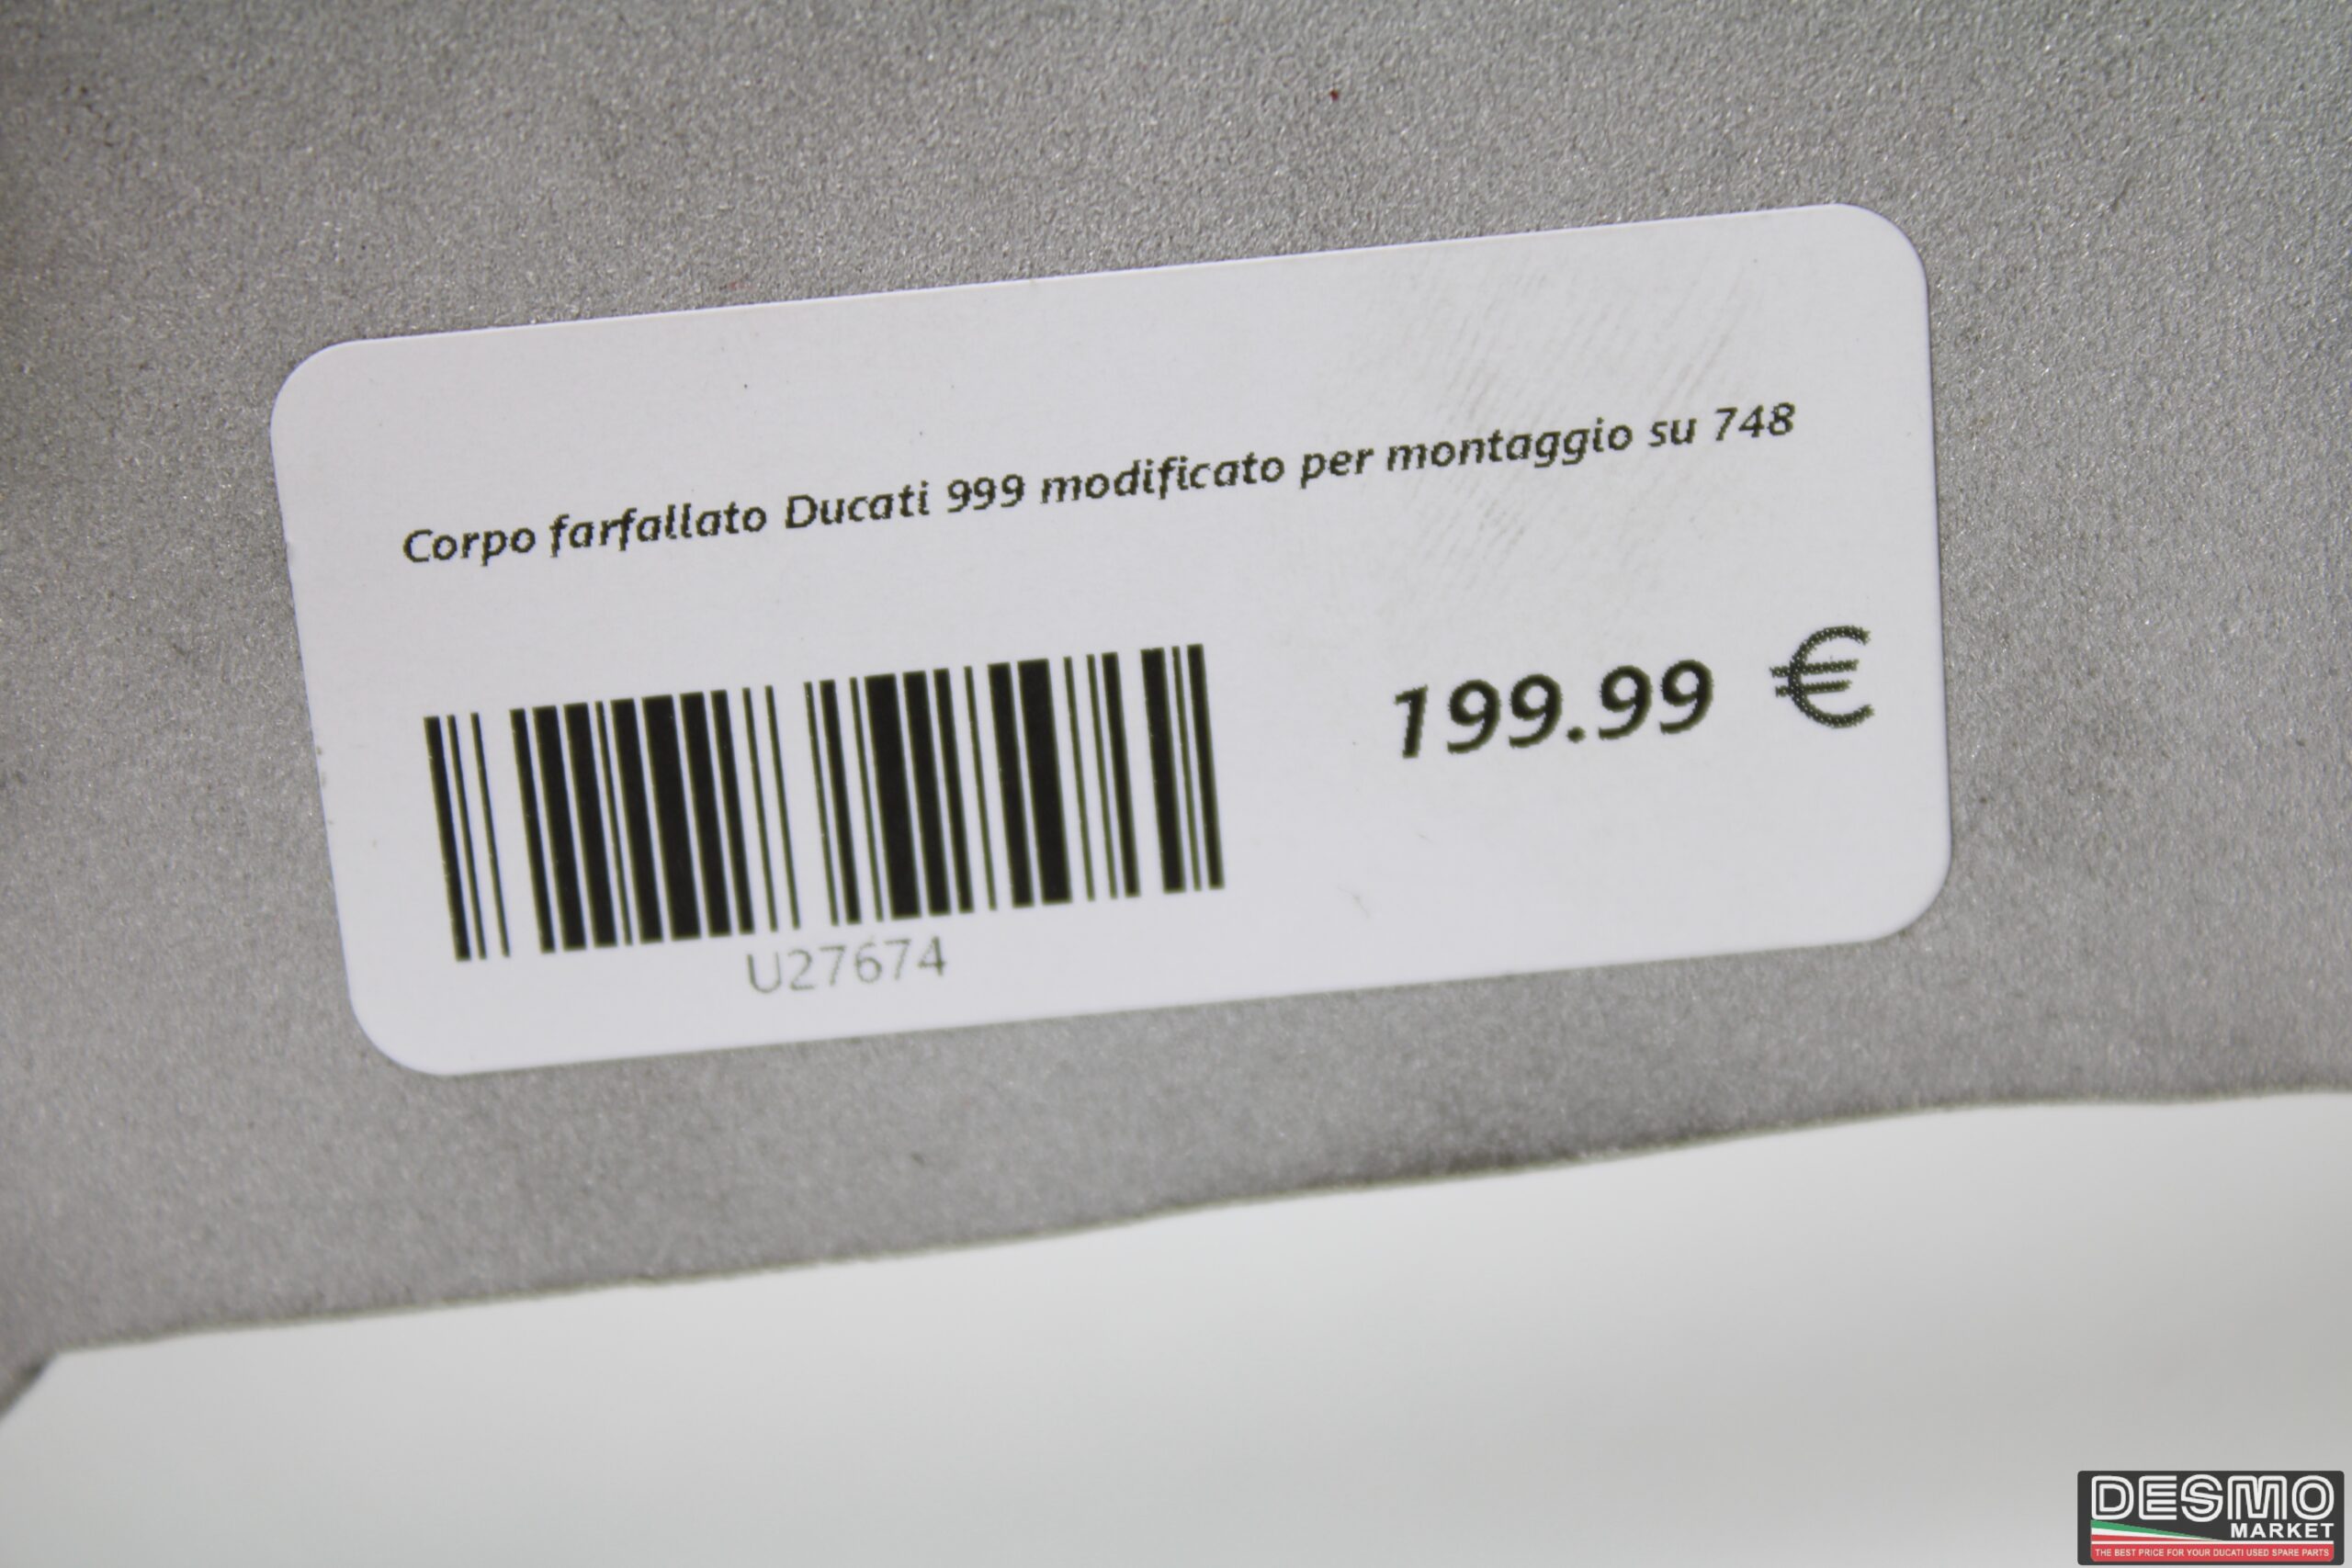 Corpo farfallato Ducati 999 modificato per montaggio su 748
199.99 €
U27674
DESMO
MARKET
THE BEST PRICE FOR YOUR DUCATI USED SPARE PARTS